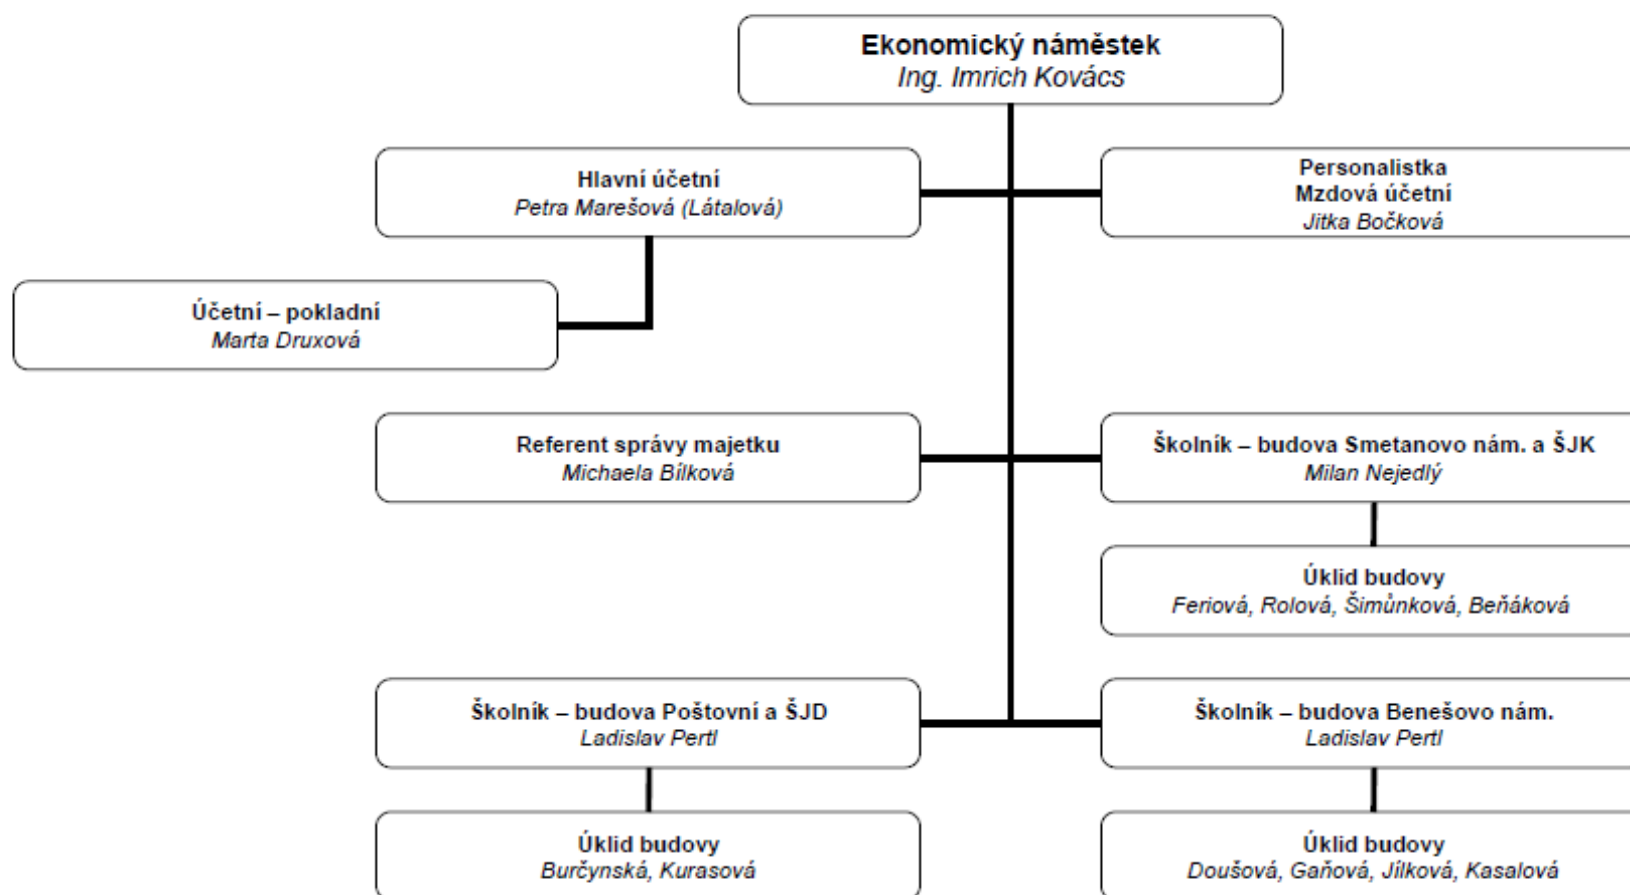 Ekonomický náměstek
Ing. Imrich Kovács
Hlavní účetní
Petra Marešová (Látalová)
Personalistka
Mzdová účetní
Jitka Bočková
Účetní – pokladní
Marta Druxová
Referent správy majetku
Michaela Bílková
Školník – budova Smetanovo nám. a ŠJK
Milan Nejedlý
Úklid budovy
Feriová, Rolová, Šimůnková, Beňáková
Školník – budova Poštovní a ŠJD
Ladislav Pertl
Školník – budova Benešovo nám.
Ladislav Pertl
Úklid budovy
Burčynská, Kurasová
Úklid budovy
Doušová, Gaňová, Jílková, Kasalová